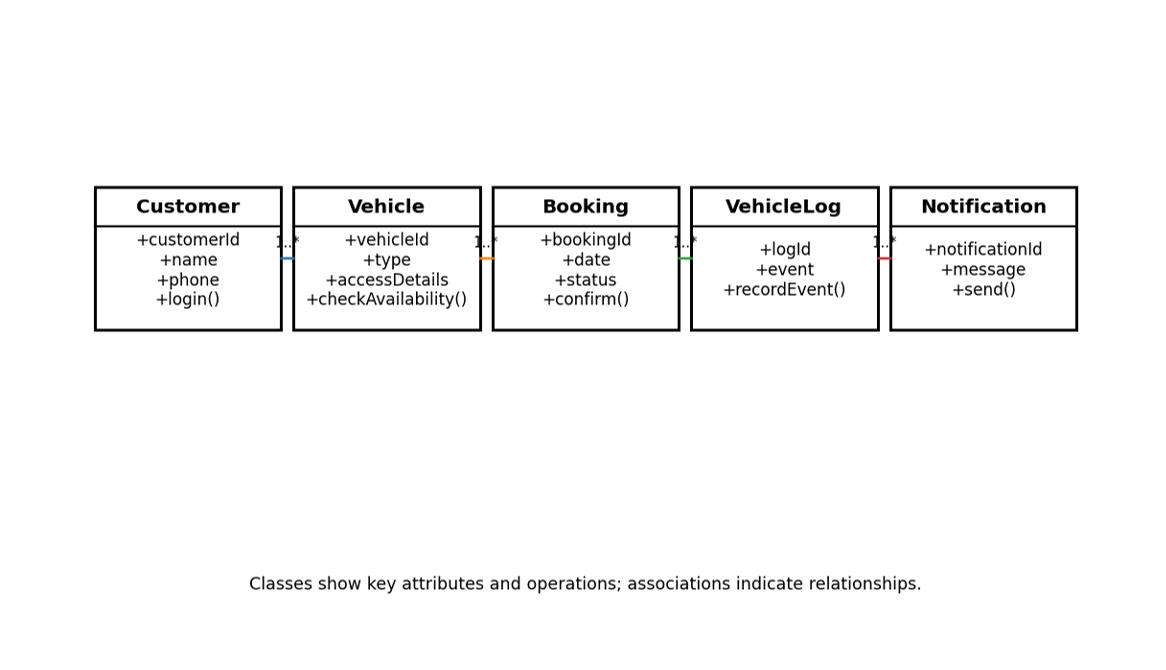 Customer
+customerId
+name
+phone
+login()
1..*
Vehicle
+vehicleId
+type
+accessDetails
+checkAvailability()
1..*
Booking
+bookingId
+date
+status
+confirm()
1..*
VehicleLog
+logId
+event
+recordEvent()
1..*
Notification
+notificationId
+message
+send()
Classes show key attributes and operations; associations indicate relationships.